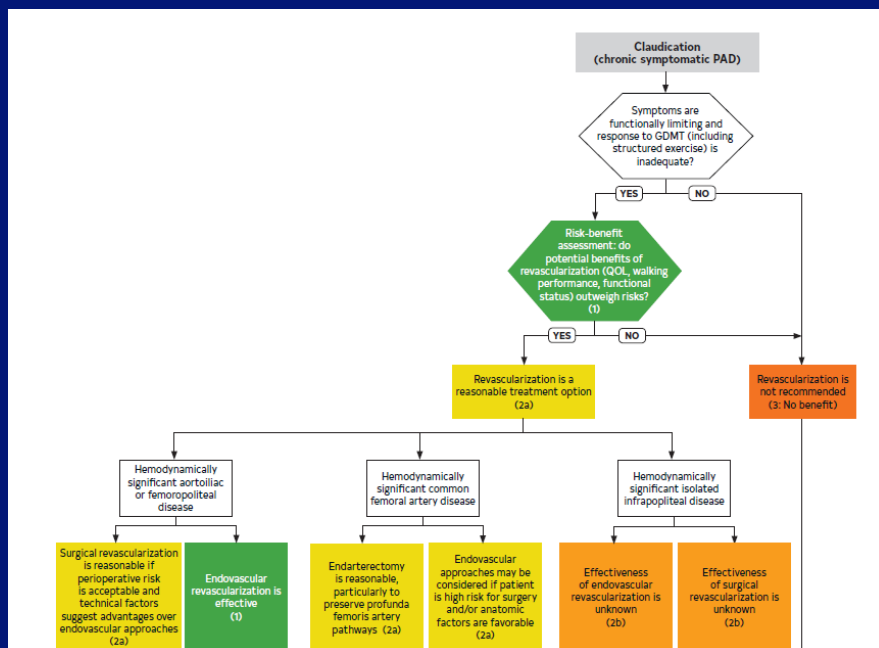 Claudication
(chronic symptomatic PAD)
Symptoms are
functionally limiting and
response to GDMT (including
structured exercise) is
inadequate?
YES
NO
Risk-benefit
assessment: do
potential benefits of
revascularization (QOL, walking
performance, functional
status) outweigh risks?
(1)
YES
NO
Revascularization is a
reasonable treatment option
(2a)
Revascularization is
not recommended
(3: No benefit)
Hemodynamically
significant aortoiliac
or femoropoliteal
disease
Hemodynamically
significant common
femoral artery disease
Hemodynamically
significant isolated
infrapopliteal disease
Surgical revascularization
is reasonable if
perioperative risk
is acceptable and
technical factors
suggest advantages over
endovascular approaches
(2a)
Endovascular
revascularization is
effective
(1)
Endarterectomy
is reasonable,
particularly to
preserve profunda
femoris artery
pathways (2a)
Endovascular
approaches may be
considered if patient
is high risk for surgery
and/or anatomic
factors are favorable
(2a)
Effectiveness
of endovascular
revascularization is
unknown
(2b)
Effectiveness
of surgical
revascularization is
unknown
(2b)